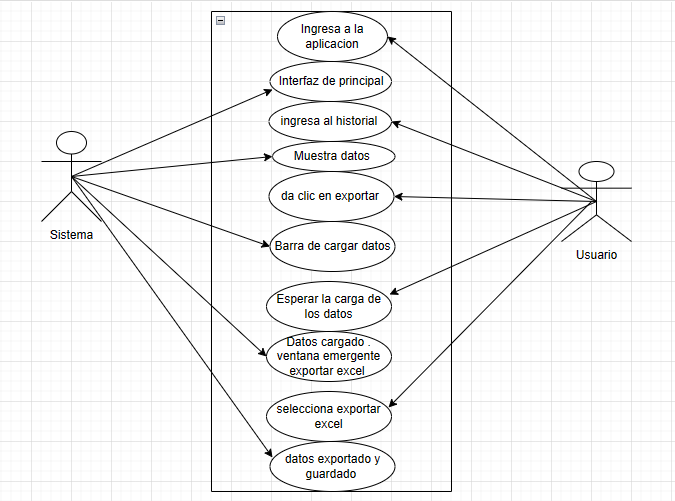 Ingresa a la
aplicacion
Interfaz de principal
ingresa al historial
Muestra datos
da clic en exportar
Barra de cargar datos
Esperar la carga de
los datos
Datos cargado .
ventana emergente
exportar excel
selecciona exportar
excel
datos exportado y
guardado
Sistema
Usuario